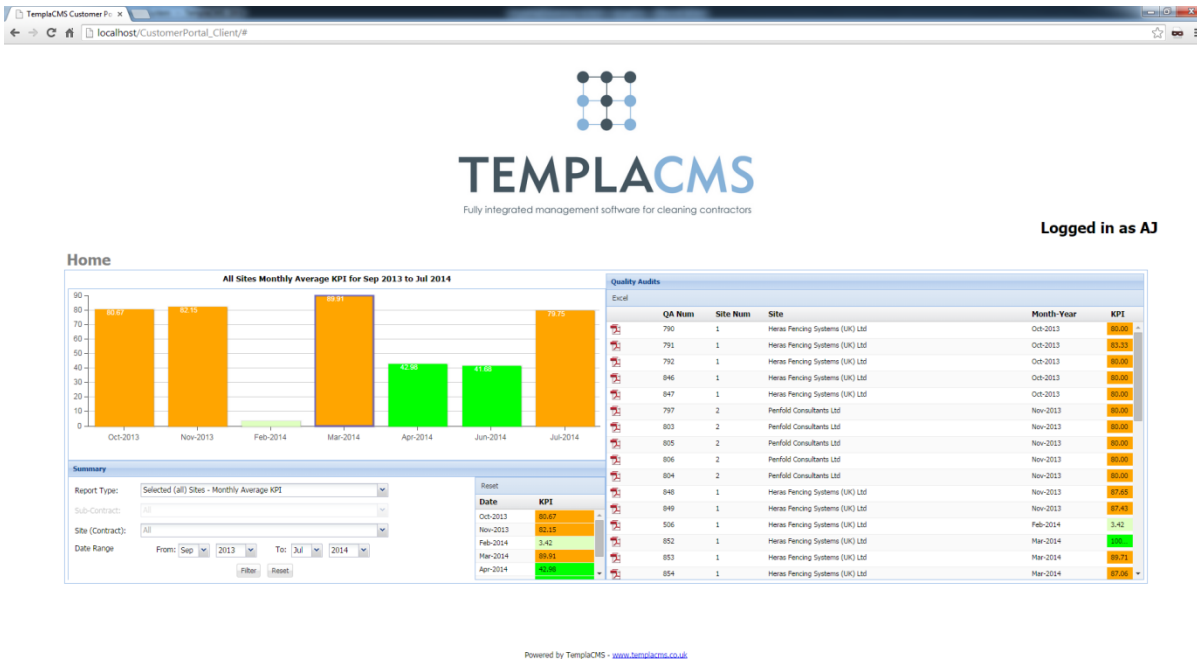 TemplaCMS Customer Po
localhost/CustomerPortal_Client/#
TEMPLACMS
Fully integrated management software for cleaning contractors
Logged in as AJ
Home
All Sites Monthly Average KPI for Sep 2013 to Jul 2014
90
80
70
60
50
40
30
20
10
0
80.67
82.15
89.91
42.98
41.68
79.75
Oct-2013 Nov-2013 Feb-2014 Mar-2014 Apr-2014 Jun-2014 Jul-2014
Summary
Report Type: Selected (all) Sites - Monthly Average KPI
Sub-Contract: All
Site (Contract): All
Date Range From: Sep 2013 To: Jul 2014
Filter Reset
Reset
Date KPI
Oct-2013 80.67
Nov-2013 82.15
Feb-2014 3.42
Mar-2014 89.91
Apr-2014 42.98
Quality Audits
Excel
QA Num Site Num Site Month-Year KPI
790 1 Heras Fencing Systems (UK) Ltd Oct-2013 80.00
791 1 Heras Fencing Systems (UK) Ltd Oct-2013 83.33
792 1 Heras Fencing Systems (UK) Ltd Oct-2013 80.00
846 1 Heras Fencing Systems (UK) Ltd Oct-2013 80.00
847 1 Heras Fencing Systems (UK) Ltd Oct-2013 80.00
797 2 Penfold Consultants Ltd Nov-2013 80.00
803 2 Penfold Consultants Ltd Nov-2013 80.00
805 2 Penfold Consultants Ltd Nov-2013 80.00
806 2 Penfold Consultants Ltd Nov-2013 80.00
804 2 Penfold Consultants Ltd Nov-2013 80.00
848 1 Heras Fencing Systems (UK) Ltd Nov-2013 87.65
849 1 Heras Fencing Systems (UK) Ltd Nov-2013 87.43
506 1 Heras Fencing Systems (UK) Ltd Feb-2014 3.42
852 1 Heras Fencing Systems (UK) Ltd Mar-2014 100...
853 1 Heras Fencing Systems (UK) Ltd Mar-2014 89.71
854 1 Heras Fencing Systems (UK) Ltd Mar-2014 87.06
Powered by TemplaCMS - www.templacms.co.uk